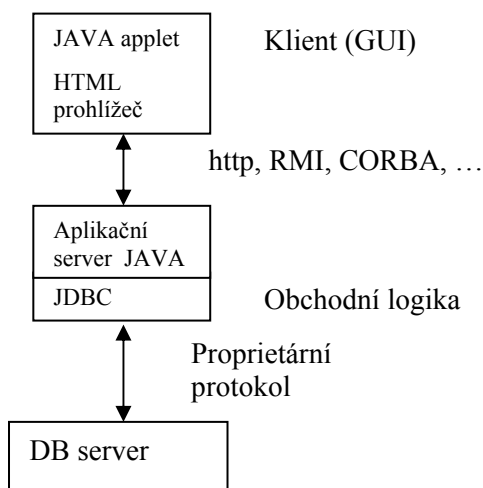 JAVA applet
Klient (GUI)
HTML
prohlížeč
http, RMI, CORBA, …
Aplikační
server JAVA
JDBC
Obchodní logika
Proprietární
protokol
DB server